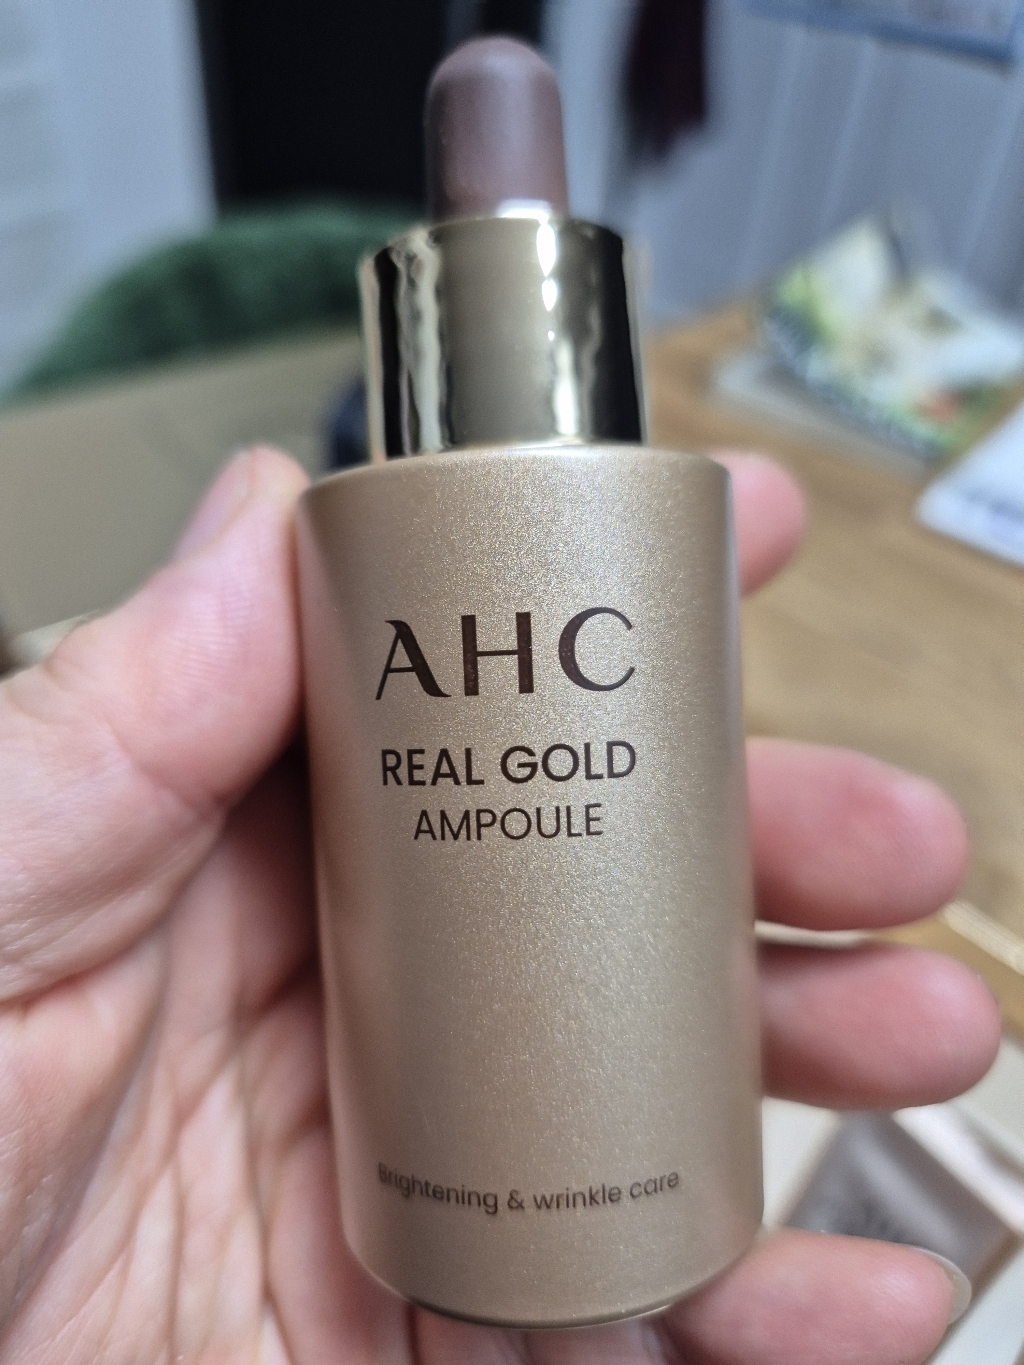 AHC
REAL GOLD
AMPOULE
Brightening & wrinkle care